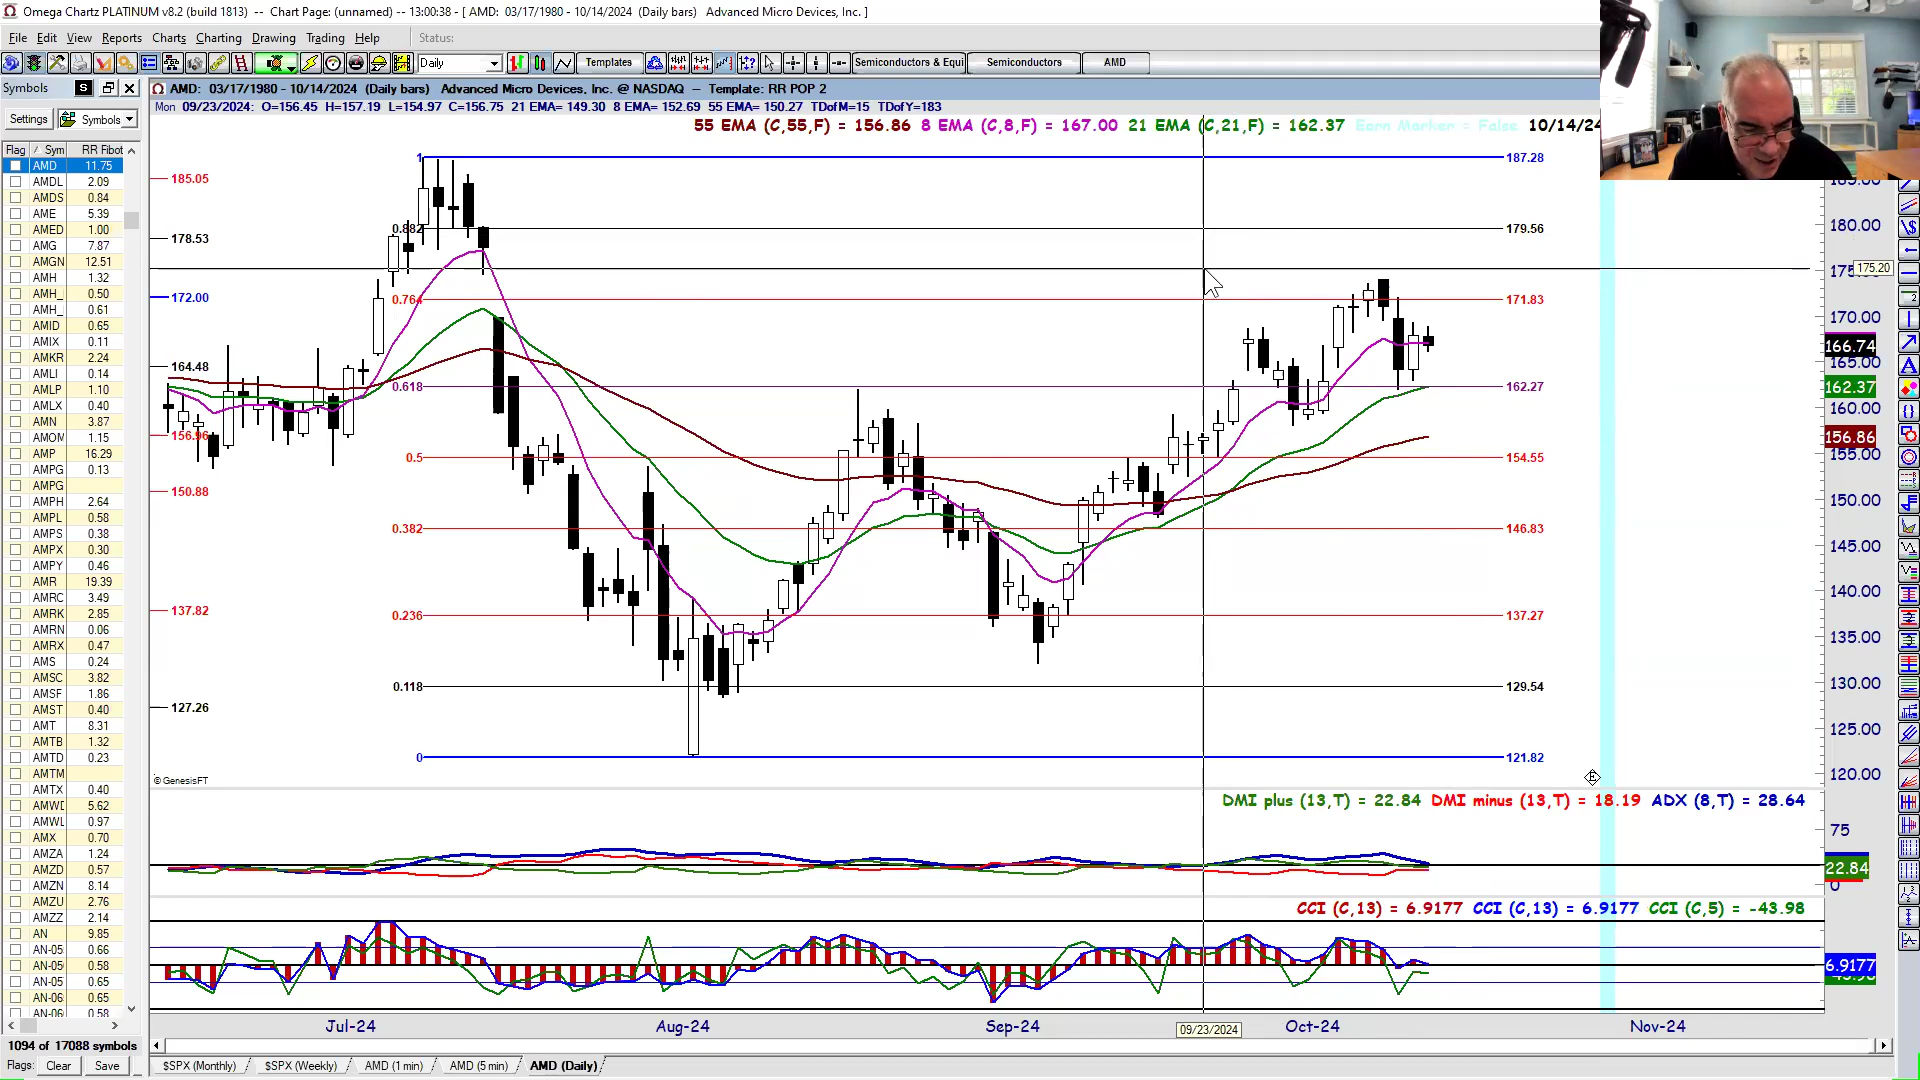 Omega Chartz PLATINUM v8.2 (build 1813) -- Chart Page: (unnamed) -- 13:00:38 - [ AMD: 03/17/1980 - 10/14/2024 (Daily bars) Advanced Micro Devices, Inc. ]
File Edit View Reports Charts Charting Drawing Trading Help Status:
Daily Templates Semiconductors & Equi Semiconductors AMD
Symbols S
AMD: 03/17/1980 - 10/14/2024 (Daily bars) Advanced Micro Devices, Inc. @ NASDAQ -- Template: RR POP 2
Mon 09/23/2024: O=156.45 H=157.19 L=154.97 C=156.75 21 EMA= 149.30 8 EMA= 152.69 55 EMA= 150.27 TDofM=15 TDofY=183
Settings Symbols
55 EMA (C,55,F) = 156.86 8 EMA (C,8,F) = 167.00 21 EMA (C,21,F) = 162.37 Earn Marker = False 10/14/24
Flag Sym RR Fibot
AMD 11.75
AMDL 2.09
AMDS 0.84
AME 5.39
AMED 1.00
AMG 7.87
AMGN 12.51
AMH 1.32
AMH_ 0.50
AMH_ 0.61
AMID 0.65
AMIX 0.11
AMKR 2.24
AMLI 0.14
AMLP 1.10
AMLX 0.40
AMN 3.87
AMOM 1.15
AMP 16.29
AMPG 0.13
AMPG
AMPH 2.64
AMPL 0.58
AMPS 0.38
AMPX 0.30
AMPY 0.46
AMR 19.39
AMRC 3.49
AMRK 2.85
AMRN 0.06
AMRX 0.47
AMS 0.24
AMSC 3.82
AMSF 1.86
AMST 0.40
AMT 8.31
AMTB 1.32
AMTD 0.23
AMTM
AMTX 0.40
AMWD 5.62
AMWL 0.97
AMX 0.70
AMZA 1.24
AMZD 0.57
AMZN 8.14
AMZU 2.76
AMZZ 2.14
AN 9.85
AN-05 0.66
AN-05 0.58
AN-05 0.65
AN-06 0.65
AN-06 0.58
1094 of 17088 symbols
Flags: Clear Save
185.05
178.53
172.00
164.48
156.96
150.88
137.82
127.26
1 187.28
0.882 179.56
0.764 171.83
0.618 162.27
0.5 154.55
0.382 146.83
0.236 137.27
0.118 129.54
0 121.82
© GenesisFT
E
185.00
180.00
175.20
170.00
166.74
165.00
162.37
160.00
156.86
155.00
150.00
145.00
140.00
135.00
130.00
125.00
120.00
DMI plus (13,T) = 22.84 DMI minus (13,T) = 18.19 ADX (8,T) = 28.64
75
22.84
0
CCI (C,13) = 6.9177 CCI (C,13) = 6.9177 CCI (C,5) = -43.98
6.9177
Jul-24 Aug-24 Sep-24 09/23/2024 Oct-24 Nov-24
$SPX (Monthly) $SPX (Weekly) AMD (1 min) AMD (5 min) AMD (Daily)